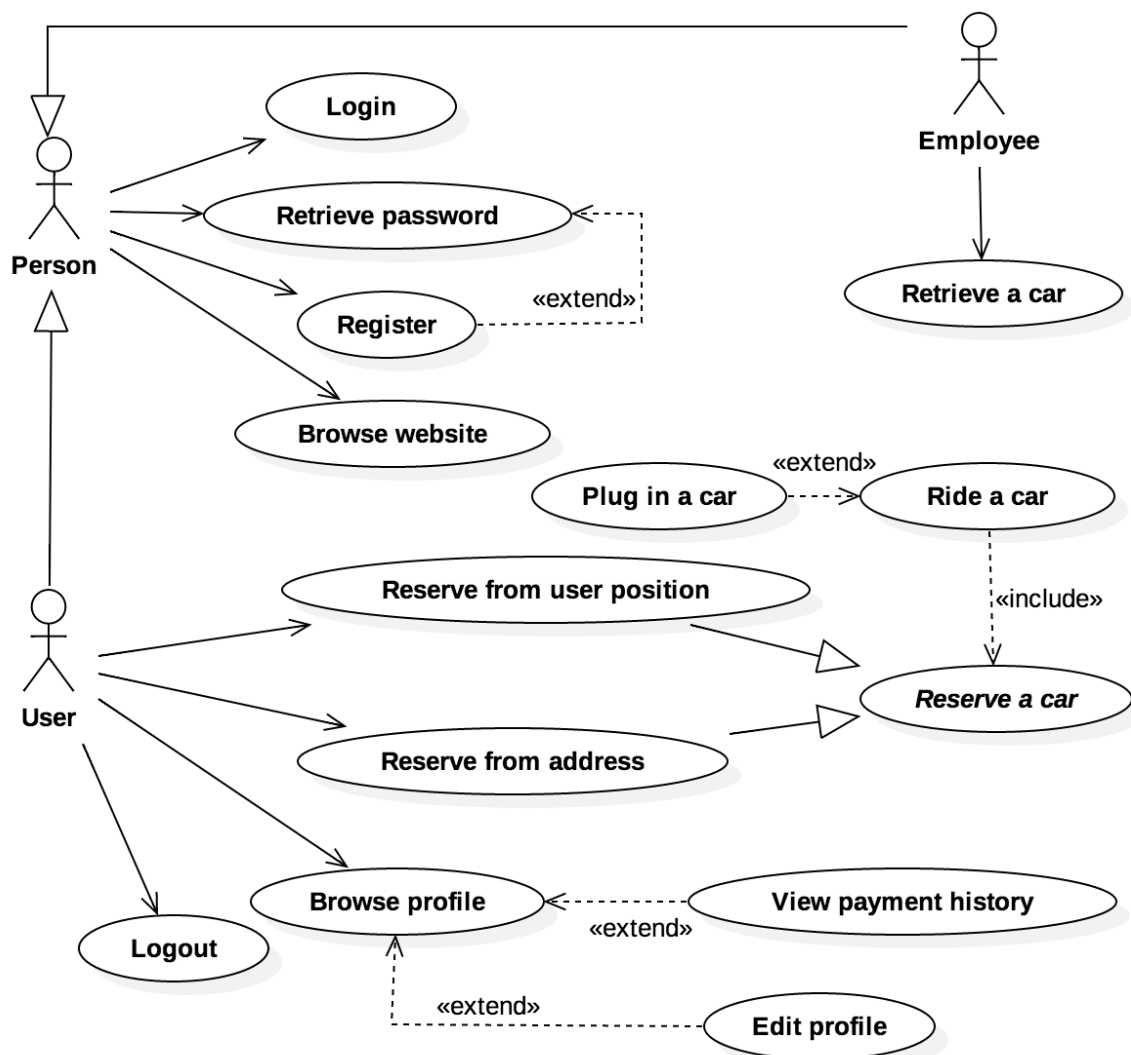 Login
Employee
Retrieve password
Person
Retrieve a car
«extend»
Register
Browse website
«extend»
Plug in a car
Ride a car
Reserve from user position
«include»
Reserve a car
User
Reserve from address
Browse profile
View payment history
«extend»
Logout
«extend»
Edit profile